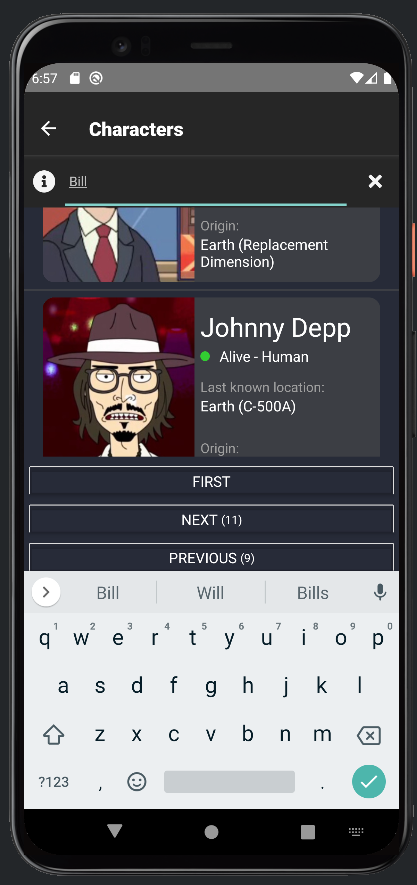 6:57
Characters
Bill
Origin:
Earth (Replacement
Dimension)
Johnny Depp
Alive - Human
Last known location:
Earth (C-500A)
Origin:
FIRST
NEXT (11)
PREVIOUS (9)
Bill Will Bills
1 2 3 4 5 6 7 8 9 0
q w e r t y u i o p
a s d f g h j k l
z x c v b n m
?123 , .